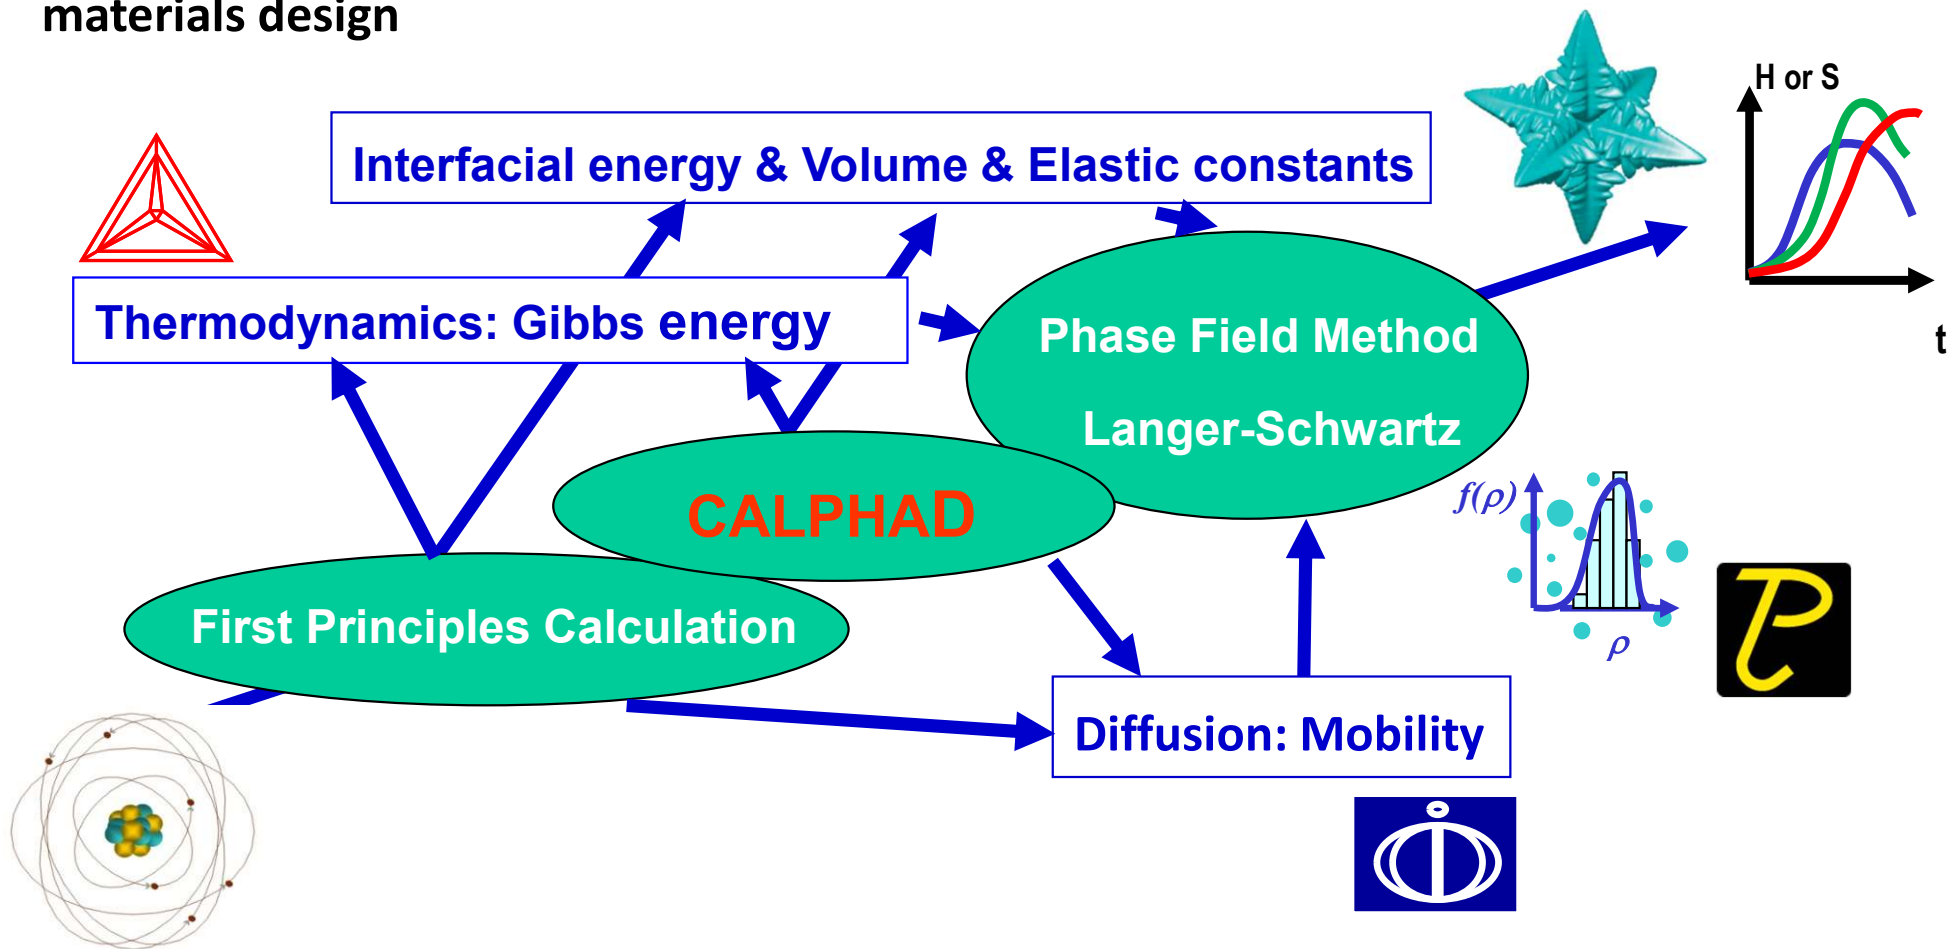 materials design
H or S
Interfacial energy & Volume & Elastic constants
Thermodynamics: Gibbs energy
Phase Field Method
t
Langer-Schwartz
f(ρ)
CALPHAD
First Principles Calculation
ρ
Diffusion: Mobility